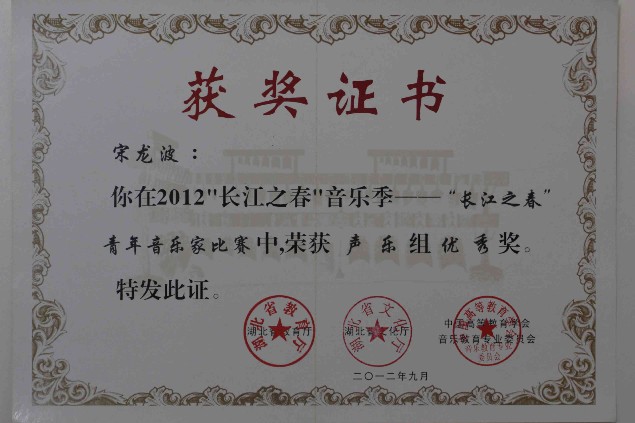 获奖证书
宋龙波：
你在2012"长江之春"音乐季——“长江之春”
青年音乐家比赛中,荣获 声乐 组 优秀 奖。
特发此证。
湖北省教育厅 湖北省文化厅 中国高等教育学会
音乐教育专业委员会
二〇一二年九月